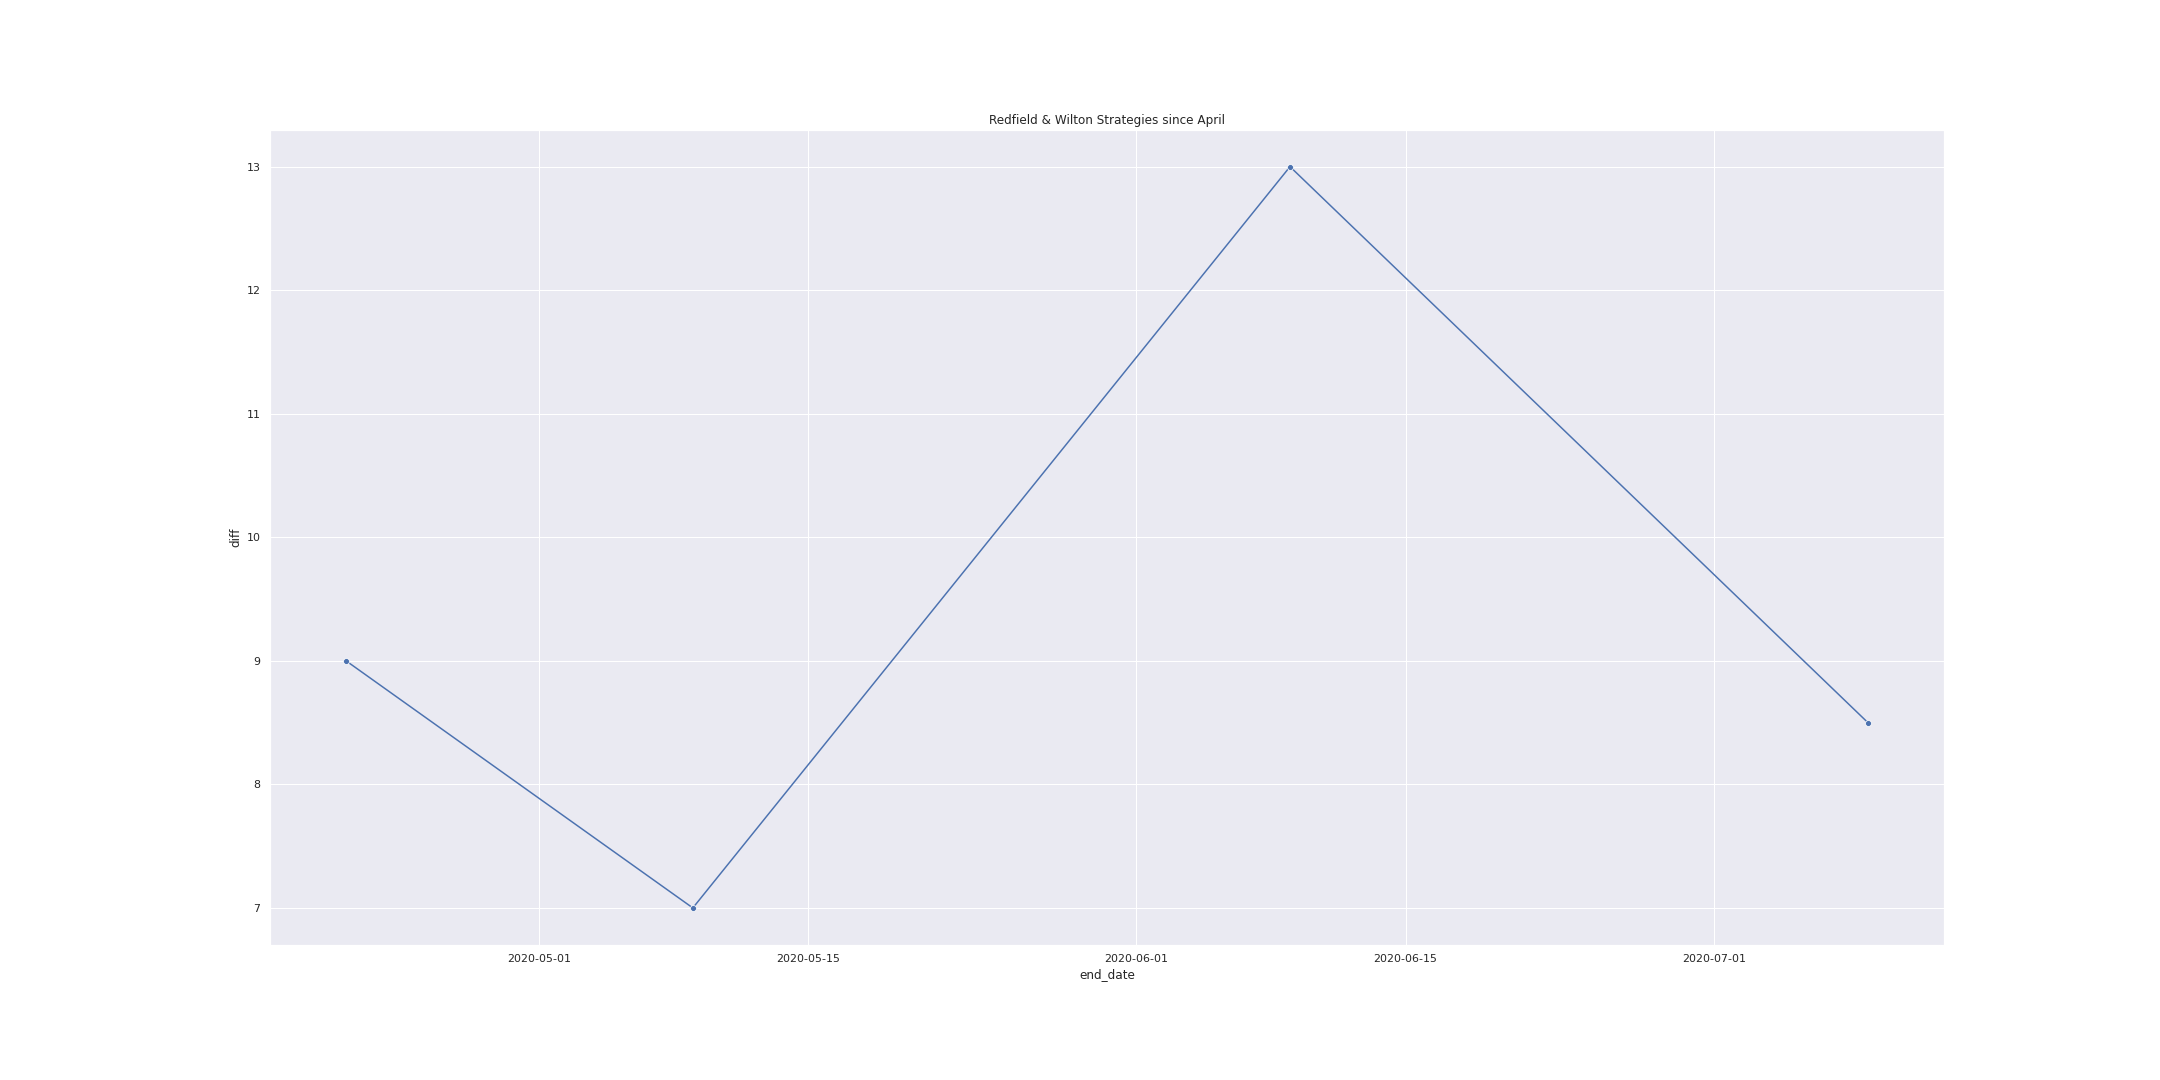 Redfield & Wilton Strategies since April
13
12
11
10
9
8
7
diff
2020-05-01 2020-05-15 2020-06-01 2020-06-15 2020-07-01
end_date